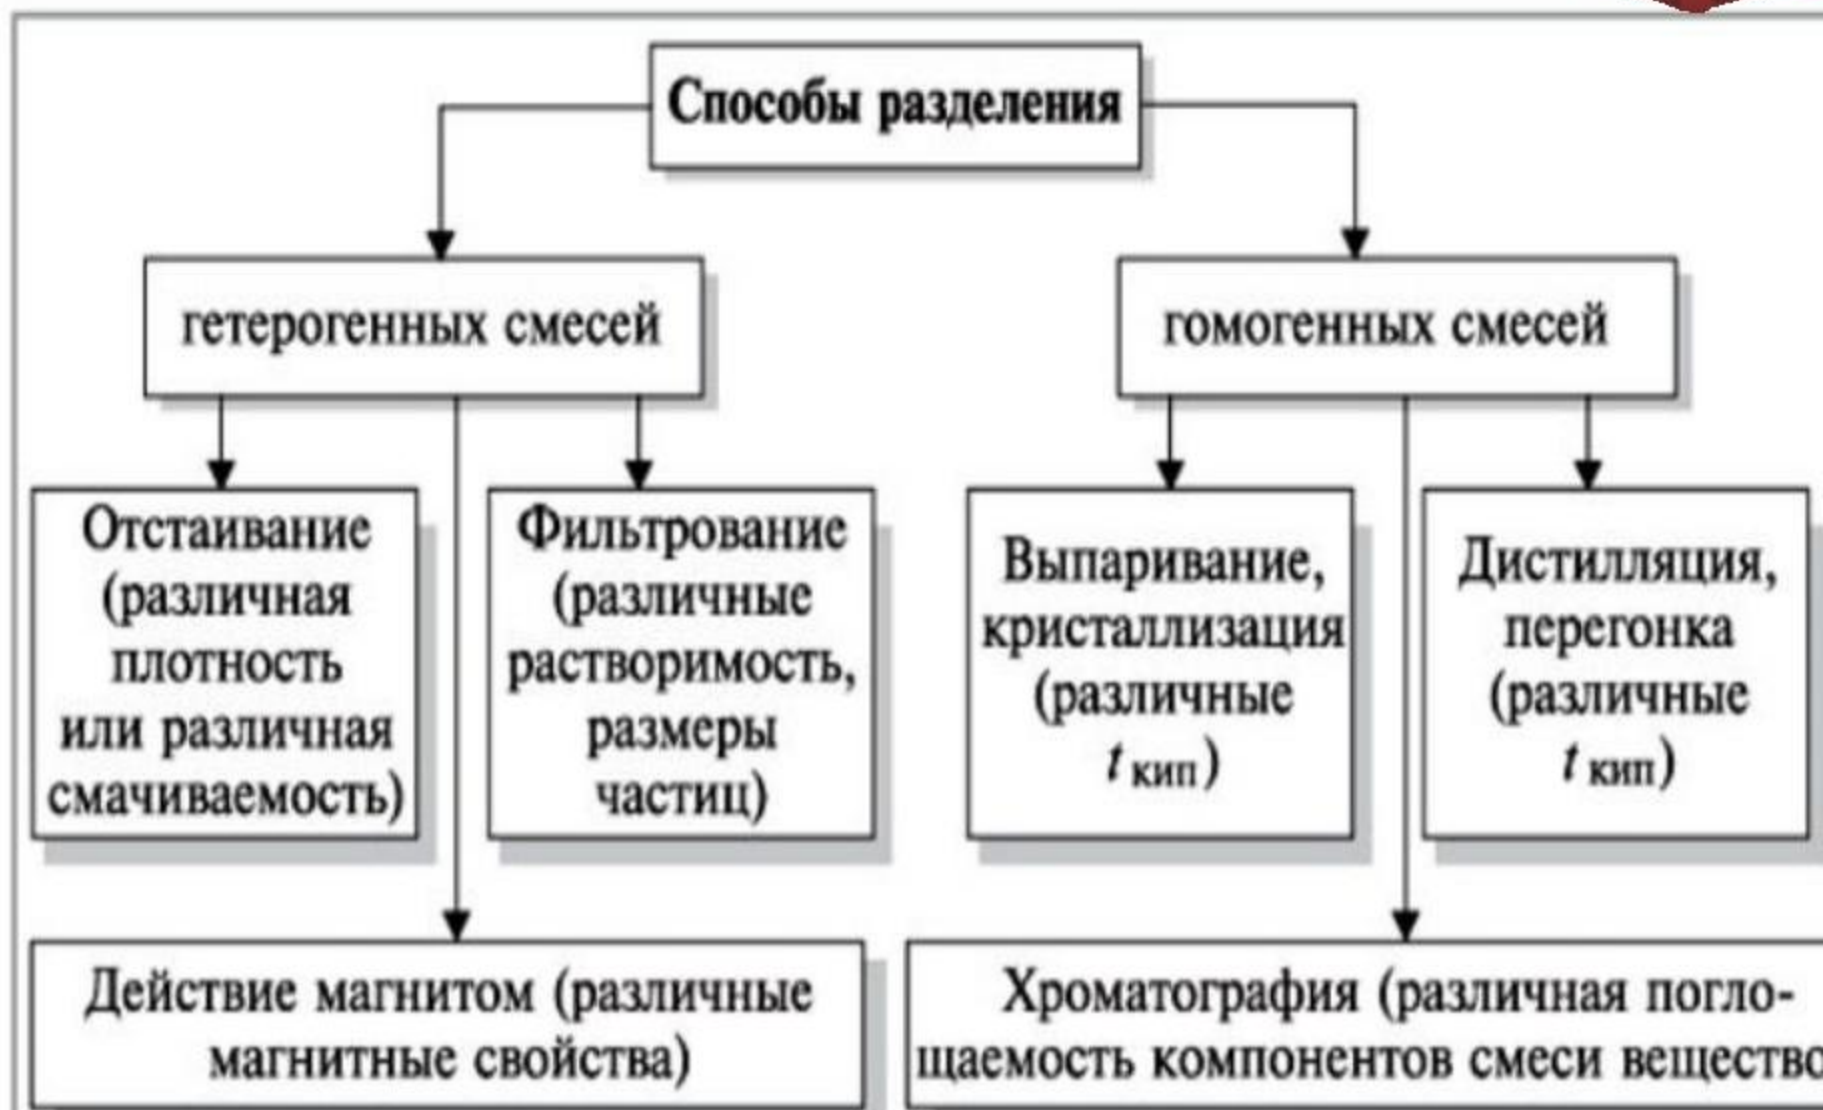 Способы разделения
гетерогенных смесей
гомогенных смесей
Отстаивание
(различная
плотность
или различная
смачиваемость)
Фильтрование
(различные
растворимость,
размеры
частиц)
Выпаривание,
кристаллизация
(различные
t кип)
Дистилляция,
перегонка
(различные
t кип)
Действие магнитом (различные
магнитные свойства)
Хроматография (различная погло-
щаемость компонентов смеси